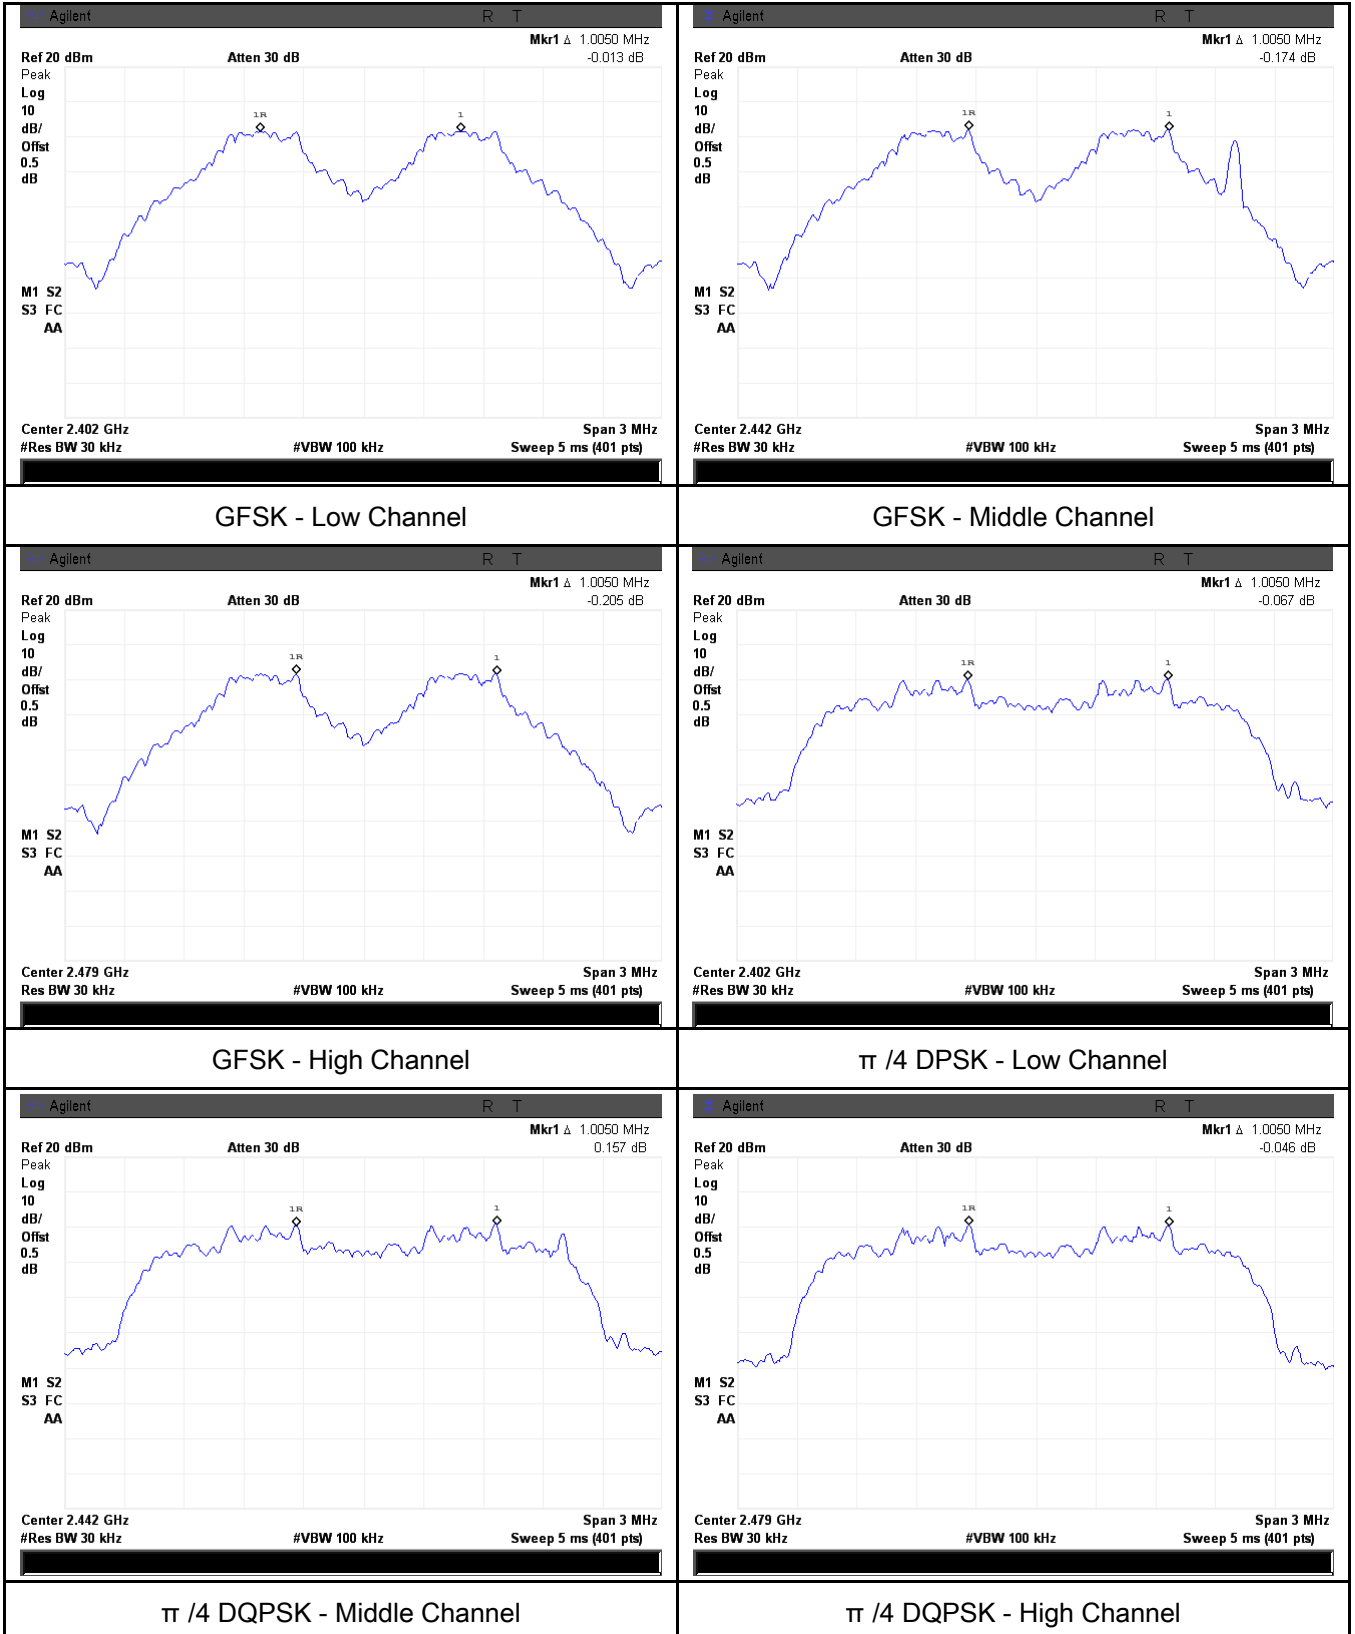 Agilent R T
Mkr1 Δ 1.0050 MHz
Ref 20 dBm Atten 30 dB -0.013 dB
Peak
Log
10
dB/
Offst
0.5
dB
1R 1
M1 S2
S3 FC
AA
Center 2.402 GHz Span 3 MHz
#Res BW 30 kHz #VBW 100 kHz Sweep 5 ms (401 pts)
GFSK - Low Channel
Agilent R T
Mkr1 Δ 1.0050 MHz
Ref 20 dBm Atten 30 dB -0.174 dB
Peak
Log
10
dB/
Offst
0.5
dB
1R 1
M1 S2
S3 FC
AA
Center 2.442 GHz Span 3 MHz
#Res BW 30 kHz #VBW 100 kHz Sweep 5 ms (401 pts)
GFSK - Middle Channel
Agilent R T
Mkr1 Δ 1.0050 MHz
Ref 20 dBm Atten 30 dB -0.205 dB
Peak
Log
10
dB/
Offst
0.5
dB
1R 1
M1 S2
S3 FC
AA
Center 2.479 GHz Span 3 MHz
Res BW 30 kHz #VBW 100 kHz Sweep 5 ms (401 pts)
GFSK - High Channel
Agilent R T
Mkr1 Δ 1.0050 MHz
Ref 20 dBm Atten 30 dB -0.067 dB
Peak
Log
10
dB/
Offst
0.5
dB
1R 1
M1 S2
S3 FC
AA
Center 2.402 GHz Span 3 MHz
#Res BW 30 kHz #VBW 100 kHz Sweep 5 ms (401 pts)
π /4 DPSK - Low Channel
Agilent R T
Mkr1 Δ 1.0050 MHz
Ref 20 dBm Atten 30 dB 0.157 dB
Peak
Log
10
dB/
Offst
0.5
dB
1R 1
M1 S2
S3 FC
AA
Center 2.442 GHz Span 3 MHz
#Res BW 30 kHz #VBW 100 kHz Sweep 5 ms (401 pts)
π /4 DQPSK - Middle Channel
Agilent R T
Mkr1 Δ 1.0050 MHz
Ref 20 dBm Atten 30 dB -0.046 dB
Peak
Log
10
dB/
Offst
0.5
dB
1R 1
M1 S2
S3 FC
AA
Center 2.479 GHz Span 3 MHz
Res BW 30 kHz #VBW 100 kHz Sweep 5 ms (401 pts)
π /4 DQPSK - High Channel